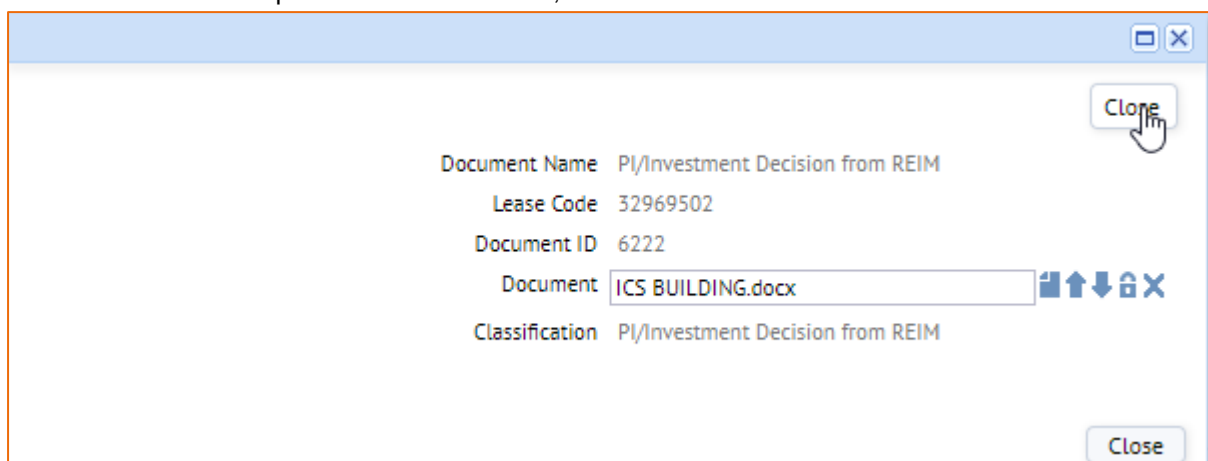 Close
Document Name PI/Investment Decision from REIM
Lease Code 32969502
Document ID 6222
Document ICS BUILDING.docx
Classification PI/Investment Decision from REIM
Close